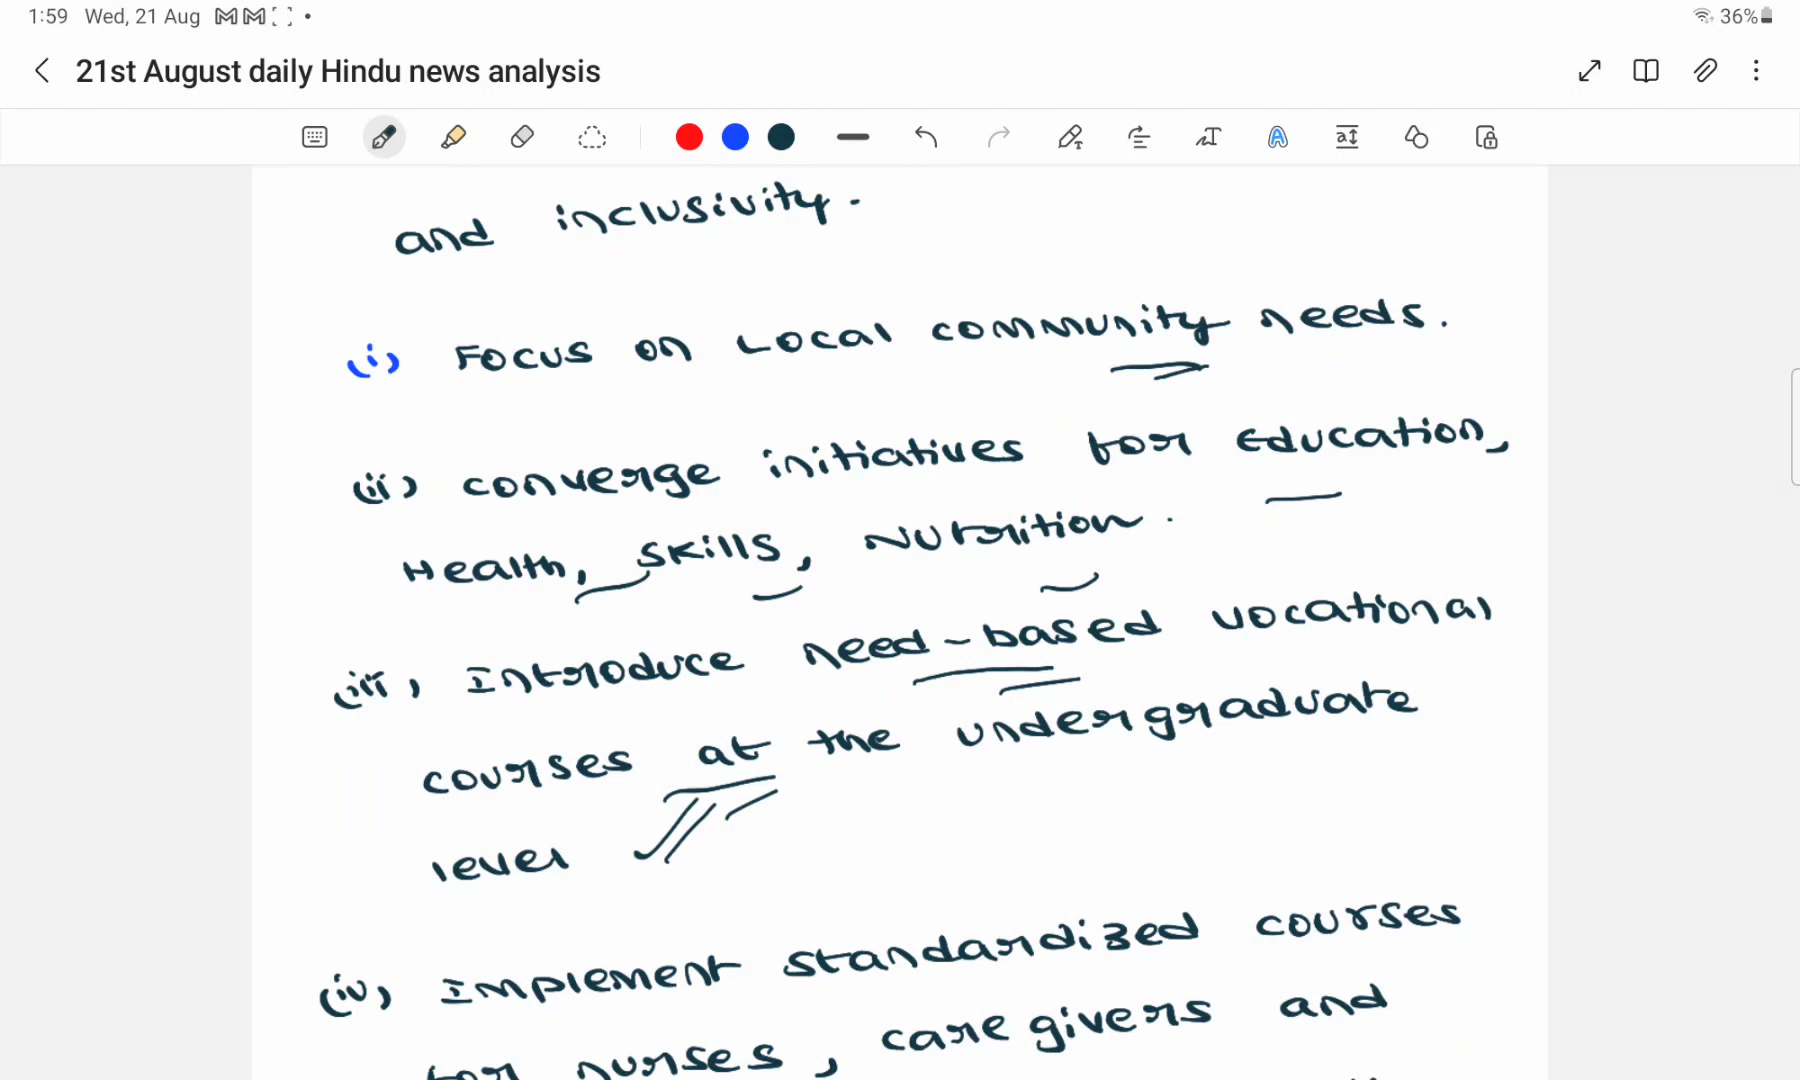 1:59 Wed, 21 Aug 36%
21st August daily Hindu news analysis
and inclusivity.
(i) Focus on Local community needs.
(ii) converge initiatives for Education,
Health, skills, Nutrition.
(iii) Introduce need-based vocational
courses at the undergraduate
level
(iv) Implement standardized courses
for nurses, care givers and